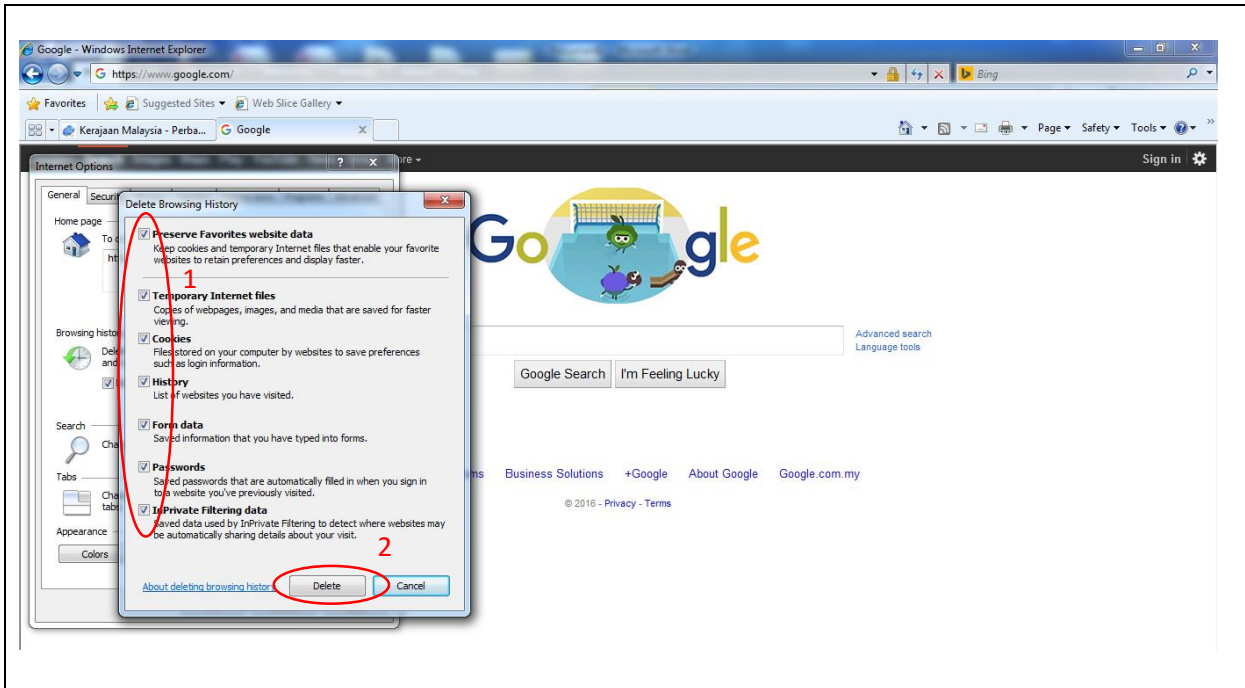 Google - Windows Internet Explorer
https://www.google.com/
Bing
Favorites
Suggested Sites
Web Slice Gallery
Kerajaan Malaysia - Perba...
Google
X
Page
Safety
Tools
Internet Options
?
X
Sign in
General
Delete Browsing History
Home page
Preserve Favorites website data
Keep cookies and temporary Internet files that enable your favorite
websites to retain preferences and display faster.
1
Google
Temporary Internet files
Copies of webpages, images, and media that are saved for faster
viewing.
Cookies
Files stored on your computer by websites to save preferences
such as login information.
History
List of websites you have visited.
Form data
Saved information that you have typed into forms.
Passwords
Saved passwords that are automatically filled in when you sign in
to a website you've previously visited.
InPrivate Filtering data
Saved data used by InPrivate Filtering to detect where websites may
be automatically sharing details about your visit.
2
About deleting browsing history
Delete
Cancel
Search
Tabs
Appearance
Colors
Advanced search
Language tools
Google Search
I'm Feeling Lucky
Business Solutions
+Google
About Google
Google.com.my
© 2016 - Privacy - Terms